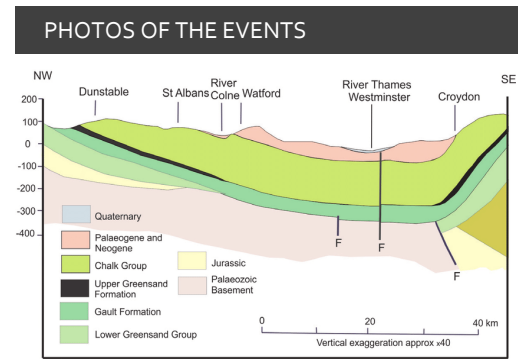 PHOTOS OF THE EVENTS
NW
SE
Dunstable
St Albans
River
Colne
Watford
River Thames
Westminster
Croydon
200
100
0
-100
-200
-300
-400
F
F
F
Quaternary
Palaeogene and
Neogene
Chalk Group
Upper Greensand
Formation
Gault Formation
Lower Greensand Group
Jurassic
Palaeozoic
Basement
0 20 40 km
Vertical exaggeration approx x40